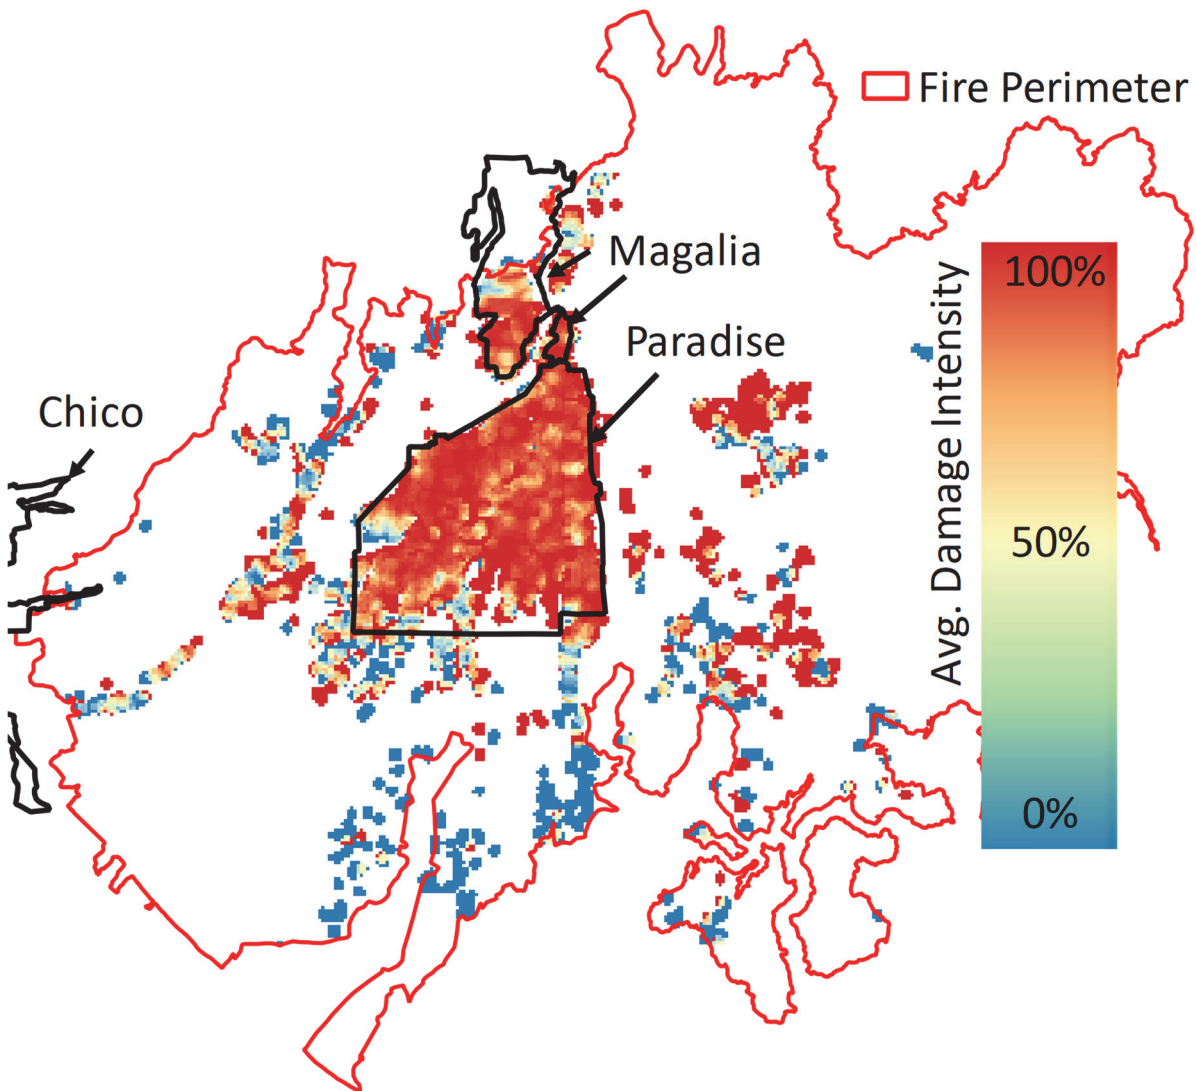 Fire Perimeter
Magalia
Paradise
Chico
Avg. Damage Intensity
100%
50%
0%